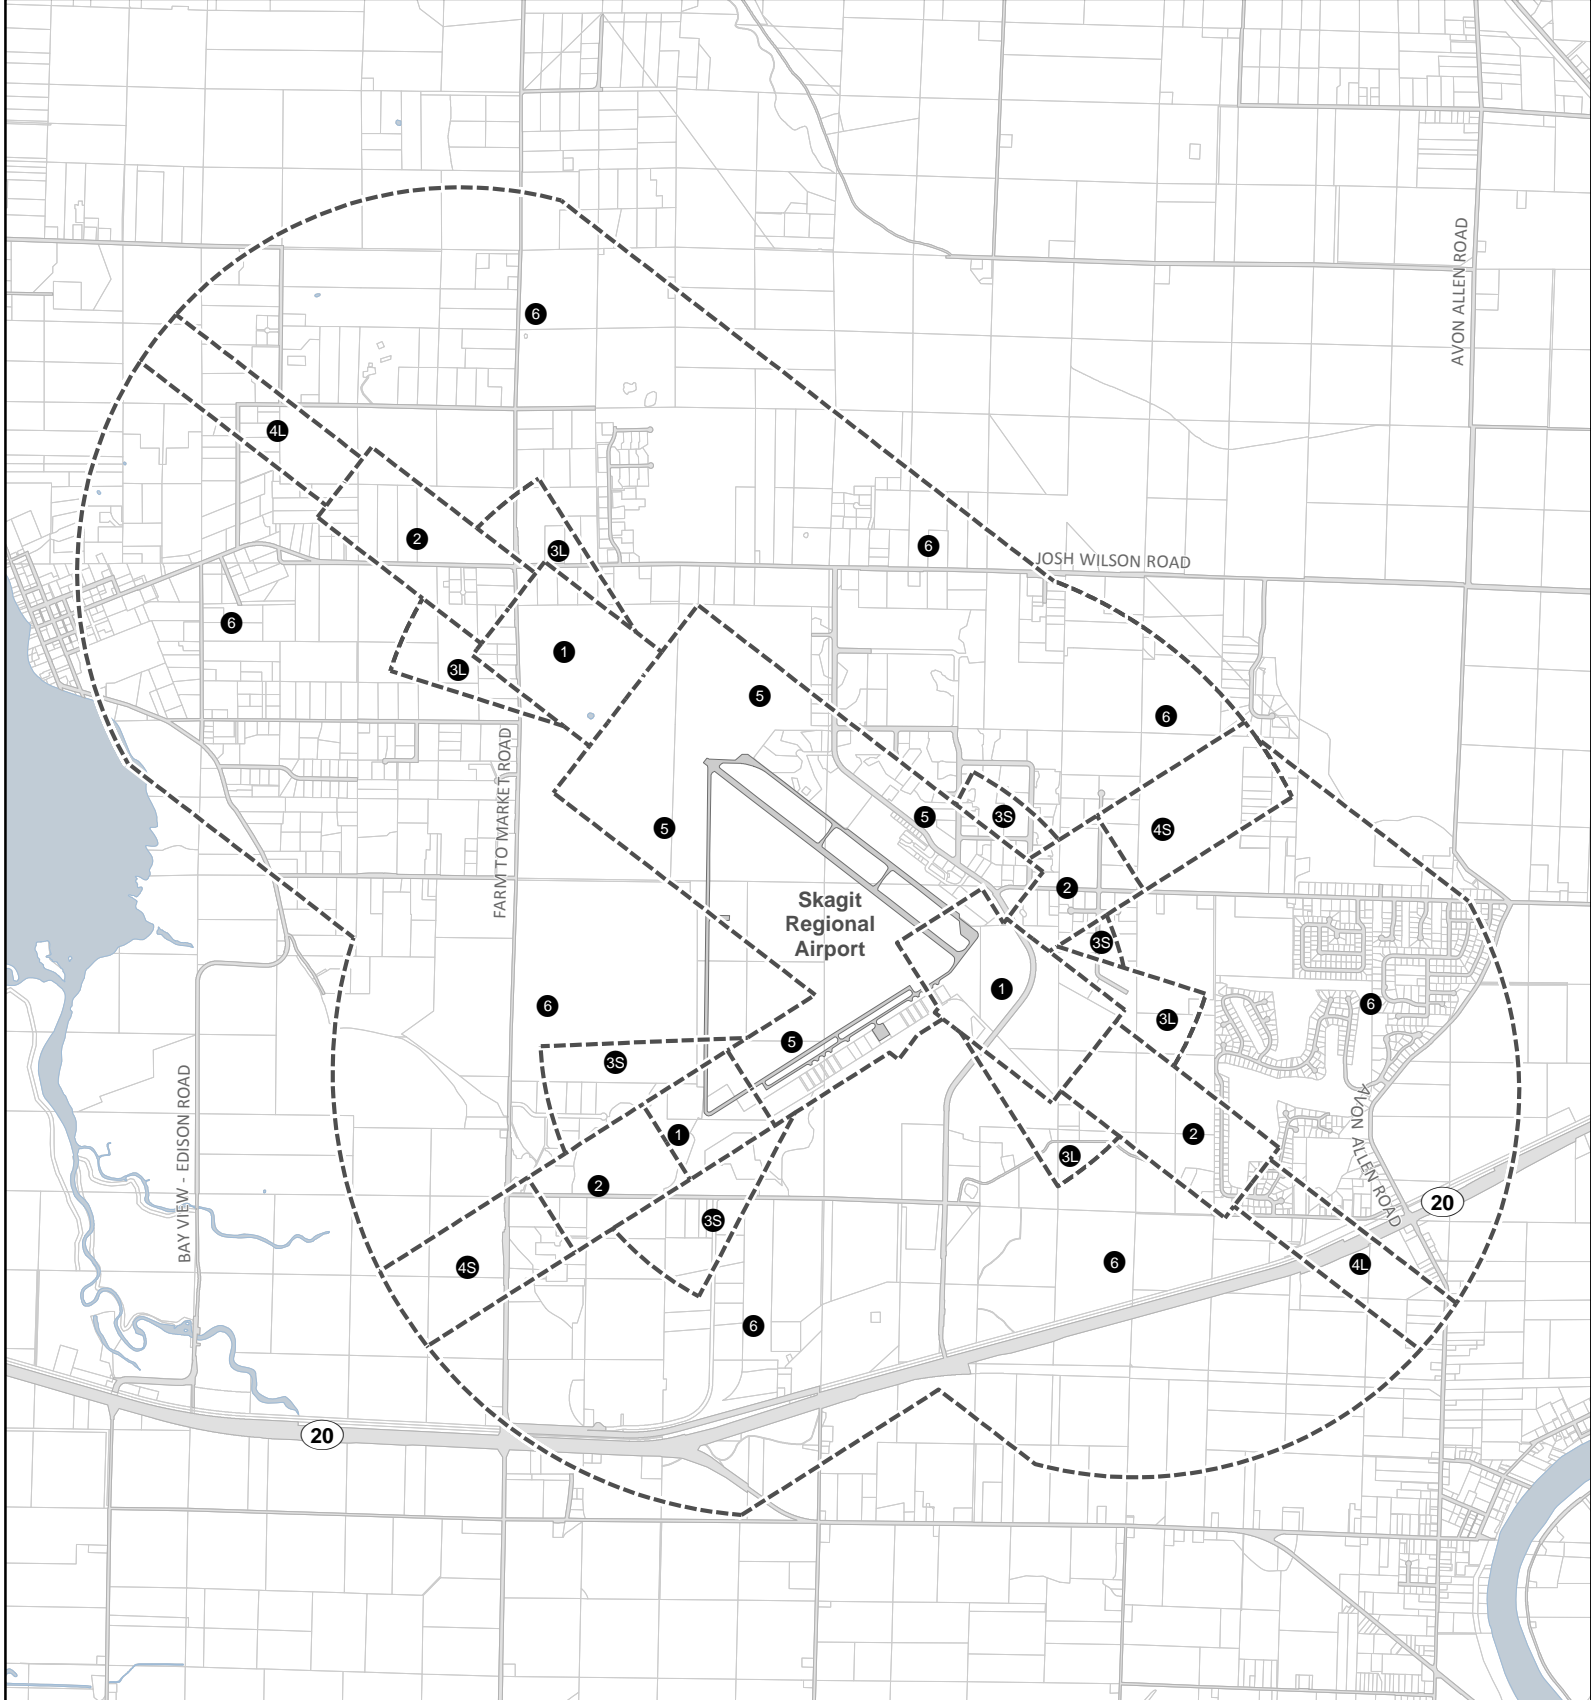 AVON ALLEN ROAD
6
4L
2
3L
6
JOSH WILSON ROAD
6
1
3L
5
6
FARM TO MARKET ROAD
5
5
3S
4S
Skagit
Regional
Airport
2
3S
1
6
6
3L
5
3S
BAY VIEW - EDISON ROAD
1
2
AVON ALLEN ROAD
3L
2
20
3S
4S
6
4L
6
20